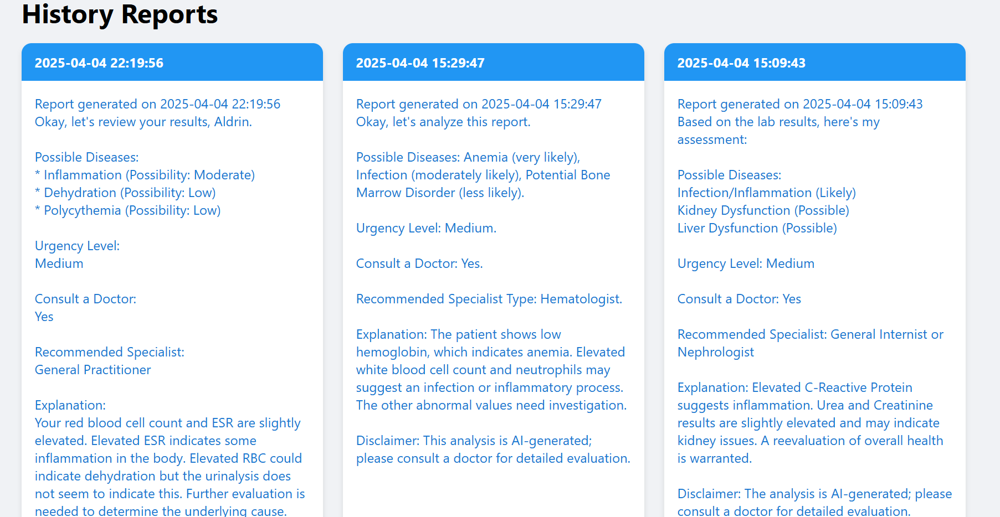 History Reports
2025-04-04 22:19:56
Report generated on 2025-04-04 22:19:56
Okay, let's review your results, Aldrin.
Possible Diseases:
* Inflammation (Possibility: Moderate)
* Dehydration (Possibility: Low)
* Polycythemia (Possibility: Low)
Urgency Level:
Medium
Consult a Doctor:
Yes
Recommended Specialist:
General Practitioner
Explanation:
Your red blood cell count and ESR are slightly
elevated. Elevated ESR indicates some
inflammation in the body. Elevated RBC could
indicate dehydration but the urinalysis does
not seem to indicate this. Further evaluation is
needed to determine the underlying cause.
2025-04-04 15:29:47
Report generated on 2025-04-04 15:29:47
Okay, let's analyze this report.
Possible Diseases: Anemia (very likely),
Infection (moderately likely), Potential Bone
Marrow Disorder (less likely).
Urgency Level: Medium.
Consult a Doctor: Yes.
Recommended Specialist Type: Hematologist.
Explanation: The patient shows low
hemoglobin, which indicates anemia. Elevated
white blood cell count and neutrophils may
suggest an infection or inflammatory process.
The other abnormal values need investigation.
Disclaimer: This analysis is AI-generated;
please consult a doctor for detailed evaluation.
2025-04-04 15:09:43
Report generated on 2025-04-04 15:09:43
Based on the lab results, here's my
assessment:
Possible Diseases:
Infection/Inflammation (Likely)
Kidney Dysfunction (Possible)
Liver Dysfunction (Possible)
Urgency Level: Medium
Consult a Doctor: Yes
Recommended Specialist: General Internist or
Nephrologist
Explanation: Elevated C-Reactive Protein
suggests inflammation. Urea and Creatinine
results are slightly elevated and may indicate
kidney issues. A reevaluation of overall health
is warranted.
Disclaimer: The analysis is AI-generated; please
consult a doctor for detailed evaluation.